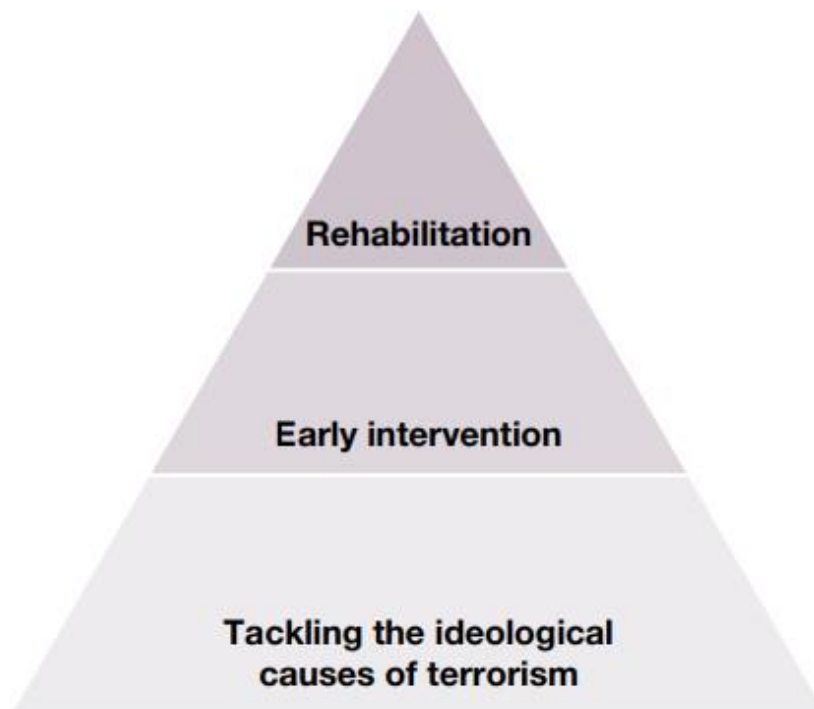 Rehabilitation
Early intervention
Tackling the ideological
causes of terrorism